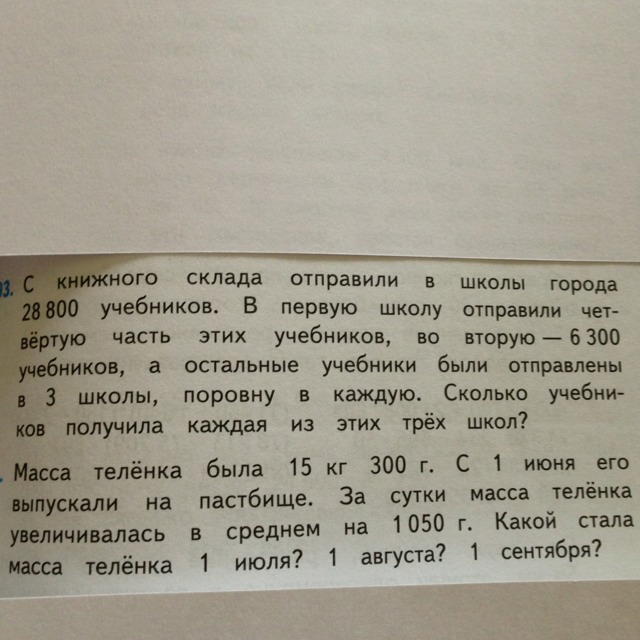 93. С книжного склада отправили в школы города
28 800 учебников. В первую школу отправили чет-
вёртую часть этих учебников, во вторую — 6 300
учебников, а остальные учебники были отправлены
в 3 школы, поровну в каждую. Сколько учебни-
ков получила каждая из этих трёх школ?
Масса телёнка была 15 кг 300 г. С 1 июня его
выпускали на пастбище. За сутки масса телёнка
увеличивалась в среднем на 1 050 г. Какой стала
масса телёнка 1 июля? 1 августа? 1 сентября?